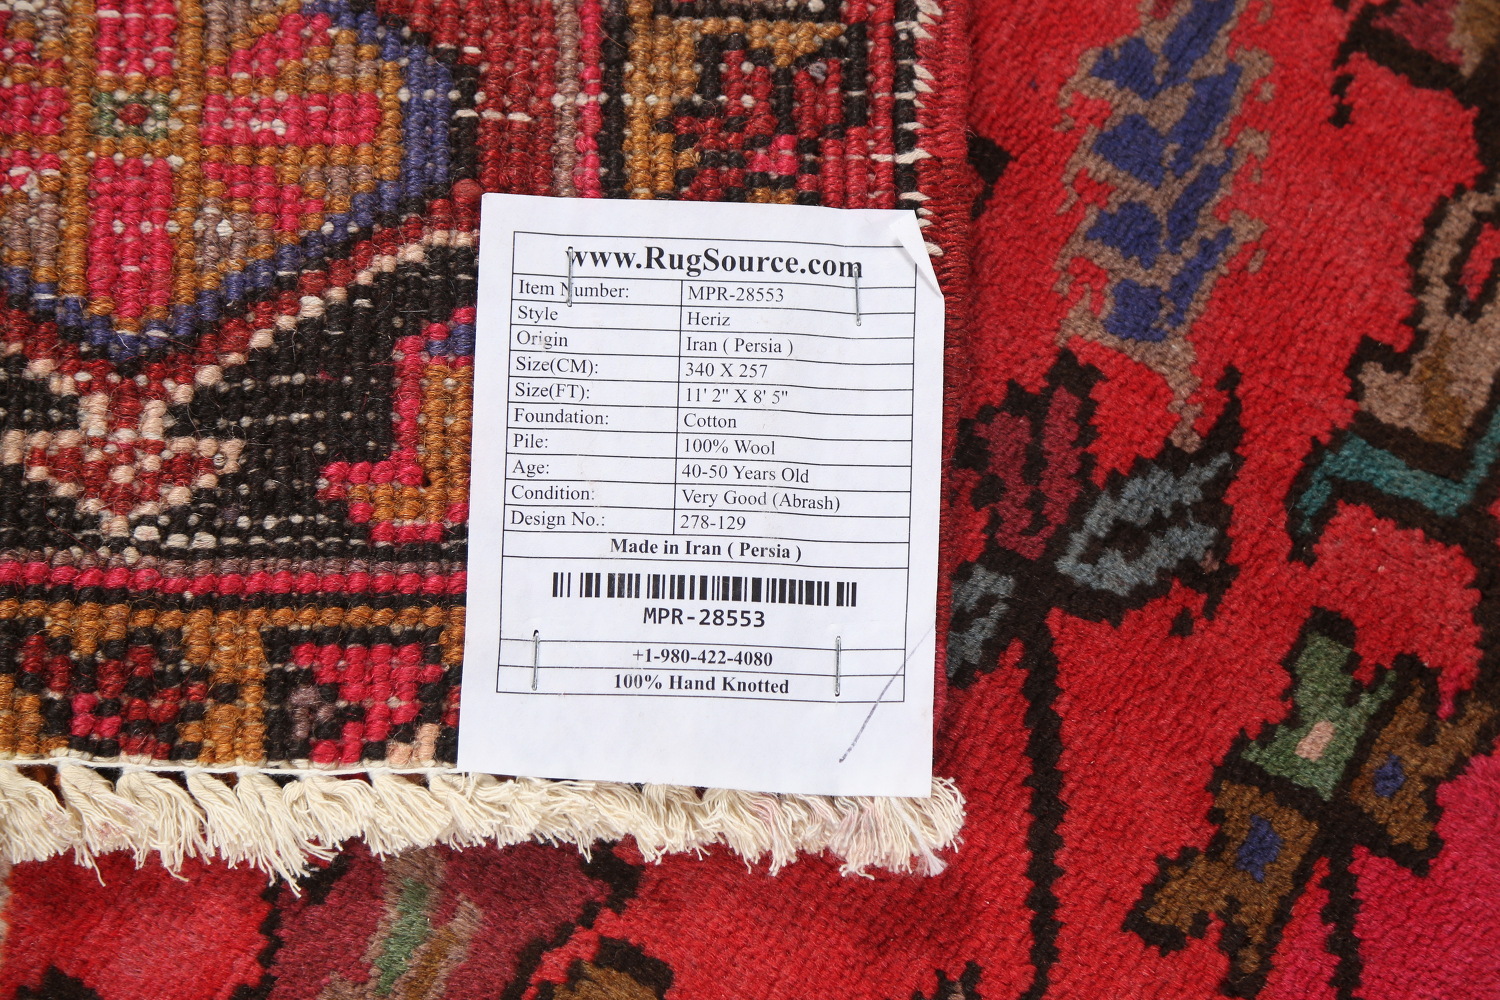 www.RugSource.com
Item Number: MPR-28553
Style Heriz
Origin Iran ( Persia )
Size(CM): 340 X 257
Size(FT): 11' 2" X 8' 5"
Foundation: Cotton
Pile: 100% Wool
Age: 40-50 Years Old
Condition: Very Good (Abrash)
Design No.: 278-129
Made in Iran ( Persia )
MPR-28553
+1-980-422-4080
100% Hand Knotted